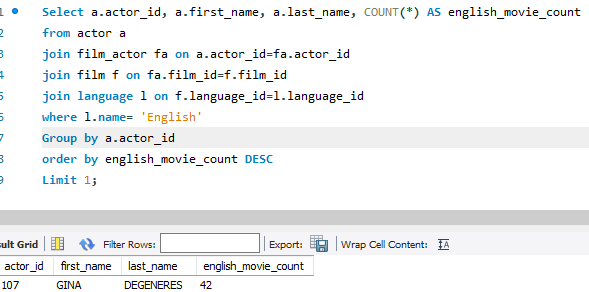 1 Select a.actor_id, a.first_name, a.last_name, COUNT(*) AS english_movie_count
2 from actor a
3 join film_actor fa on a.actor_id=fa.actor_id
4 join film f on fa.film_id=f.film_id
5 join language l on f.language_id=l.language_id
6 where l.name= 'English'
7 Group by a.actor_id
8 order by english_movie_count DESC
9 Limit 1;
sult Grid Filter Rows: Export: Wrap Cell Content: IA
actor_id first_name last_name english_movie_count
107 GINA DEGENERES 42